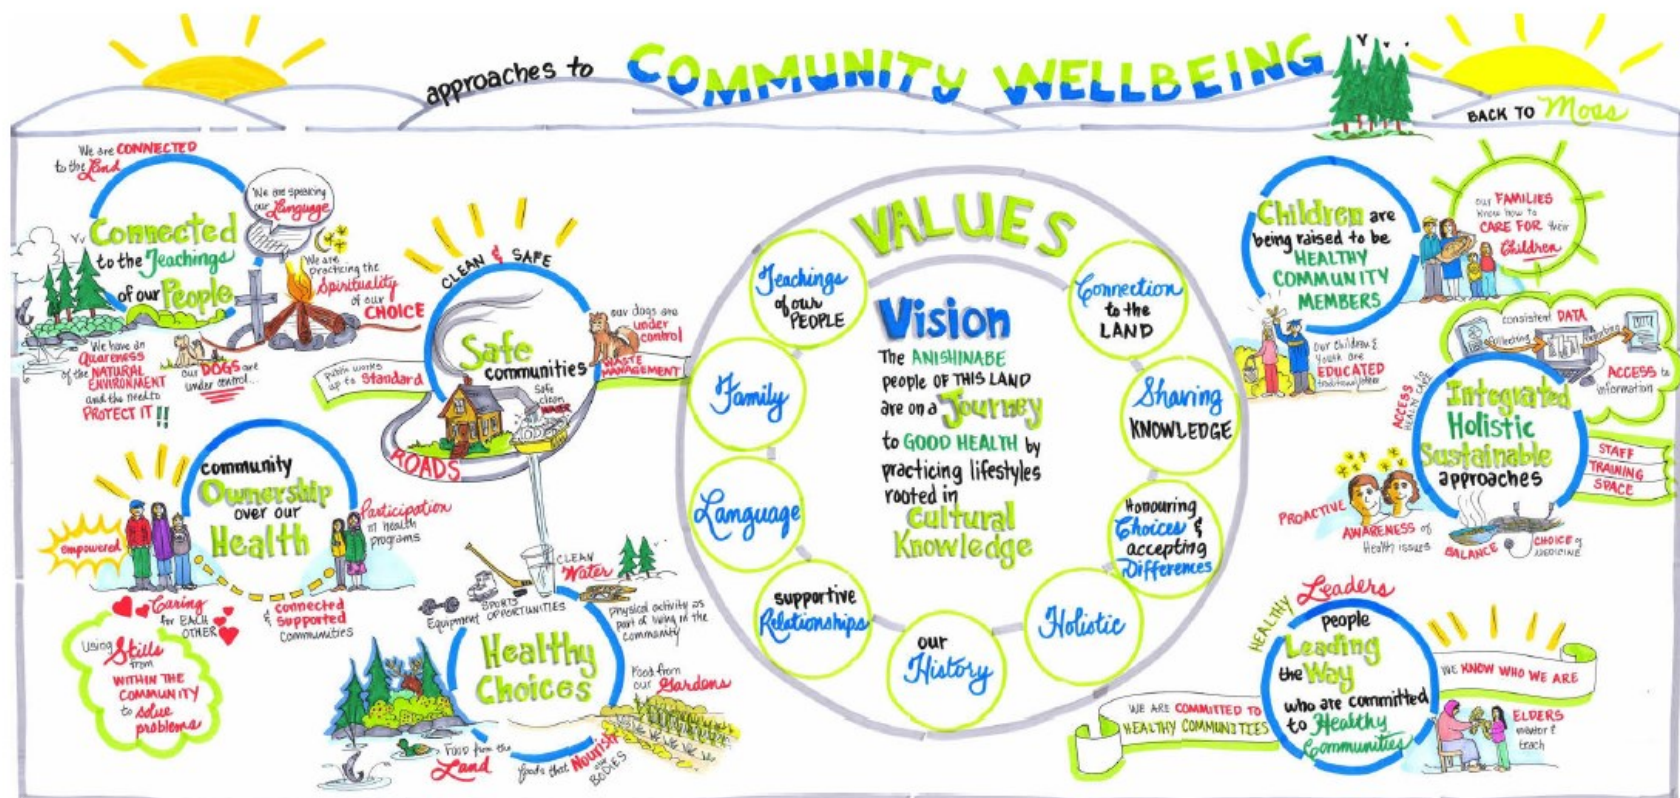 approaches to COMMUNITY WELLBEING
BACK TO
We are CONNECTED
to the Land
Connected
to the Teachings
of our People
We are speaking
our Language
We are
practicing the
Spirituality
of our
CHOICE
We have an
awareness
of the NATURAL
ENVIRONMENT
and the need to
PROTECT IT !!
our DOGS are
under control...
CLEAN & SAFE
Safe
communities
our dogs are
under
control
WASTE
MANAGEMENT
Public works
up to Standard
Safe
clean
WATER
ROADS
community
Ownership
over our
Health
empowered
Participation
in health
programs
Caring
for EACH
OTHER
& connected
supported
Communities
Using Skills
from
WITHIN THE
COMMUNITY
to solve
problems
Healthy
Choices
Equipment
SPORTS
OPPORTUNITIES
CLEAN
Water
Physical activity as
part of living in the
community
Food from
our Gardens
Food from the
Land
foods that Nourish
our
BODIES
VALUES
Teachings
of our
PEOPLE
Family
Language
supportive
Relationships
our
History
Holistic
Honouring
Choices &
accepting
Differences
Sharing
KNOWLEDGE
Connection
to the
LAND
Vision
The ANISHINABE
people OF THIS LAND
are on a Journey
to GOOD HEALTH by
practicing lifestyles
rooted in
Cultural
Knowledge
Children are
being raised to be
HEALTHY
COMMUNITY
MEMBERS
our FAMILIES
know how to
CARE FOR their
Children
Our children &
Youth are
EDUCATED
consistent DATA
collecting
reporting
ACCESS to
information
ACCESS to
HEALTH CARE
Integrated
Holistic
Sustainable
approaches
STAFF
TRAINING
SPACE
PROACTIVE
AWARENESS of
Health issues
BALANCE
CHOICE of
MEDICINE
HEALTHY Leaders
people
Leading
the Way
who are committed
to Healthy
Communities
WE KNOW WHO WE ARE
WE ARE COMMITTED TO
HEALTHY COMMUNITIES
ELDERS
mentor &
teach